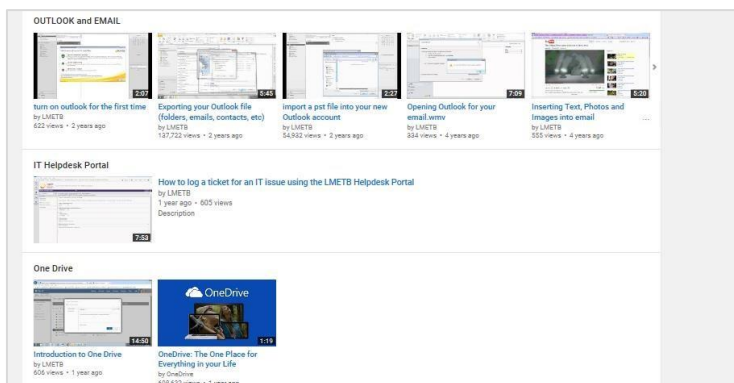 OUTLOOK and EMAIL
2:07
5:45
2:27
7:09
5:20
turn on outlook for the first time
by LMETB
622 views • 2 years ago
Exporting your Outlook file
(folders, emails, contacts, etc)
by LMETB
137,722 views • 2 years ago
import a pst file into your new
Outlook account
by LMETB
54,932 views • 2 years ago
Opening Outlook for your
email.wmv
by LMETB
334 views • 4 years ago
Inserting Text, Photos and
Images into email
by LMETB
555 views • 4 years ago
...
IT Helpdesk Portal
7:53
How to log a ticket for an IT issue using the LMETB Helpdesk Portal
by LMETB
1 year ago • 605 views
Description
One Drive
14:50
OneDrive
1:19
Introduction to One Drive
by LMETB
606 views • 1 year ago
OneDrive: The One Place for
Everything in your Life
by OneDrive